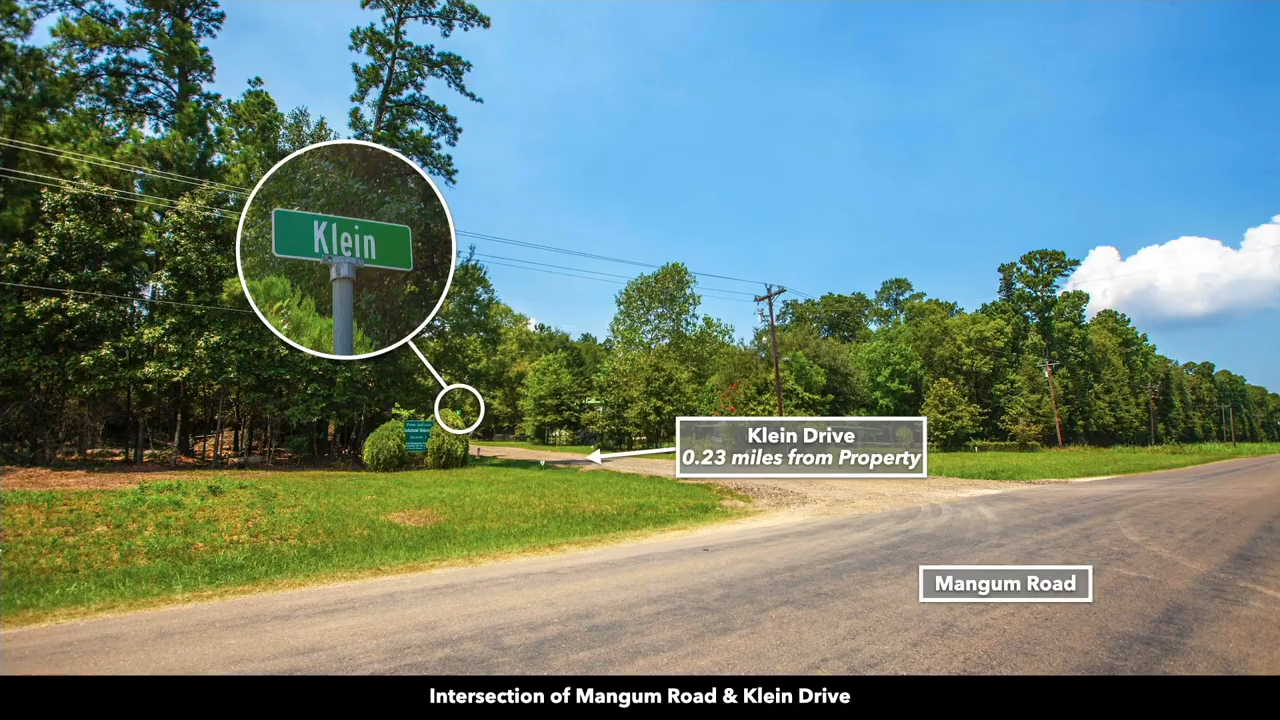 Klein
Klein Drive
0.23 miles from Property
Mangum Road
Intersection of Mangum Road & Klein Drive